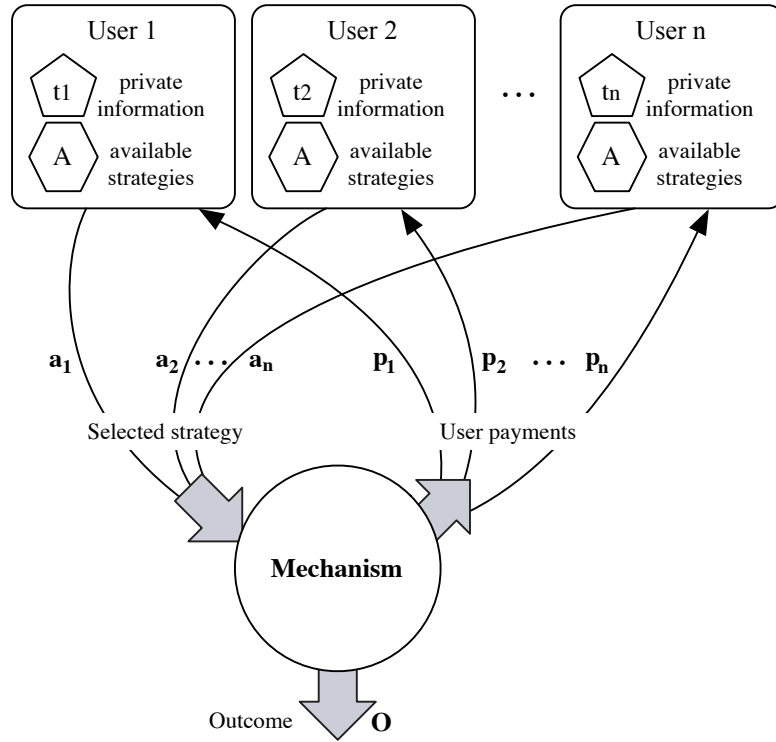 User 1
t1
private
information
A
available
strategies
User 2
t2
private
information
A
available
strategies
...
User n
tn
private
information
A
available
strategies
a1
a2 ... an
p1
p2 ... pn
Selected strategy
User payments
Mechanism
Outcome
O